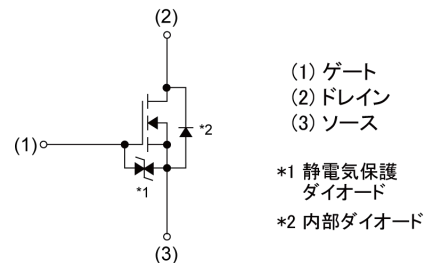 (2)
*2
(1)
*1
(3)
(1) ゲート
(2) ドレイン
(3) ソース
*1 静電気保護
ダイオード
*2 内部ダイオード